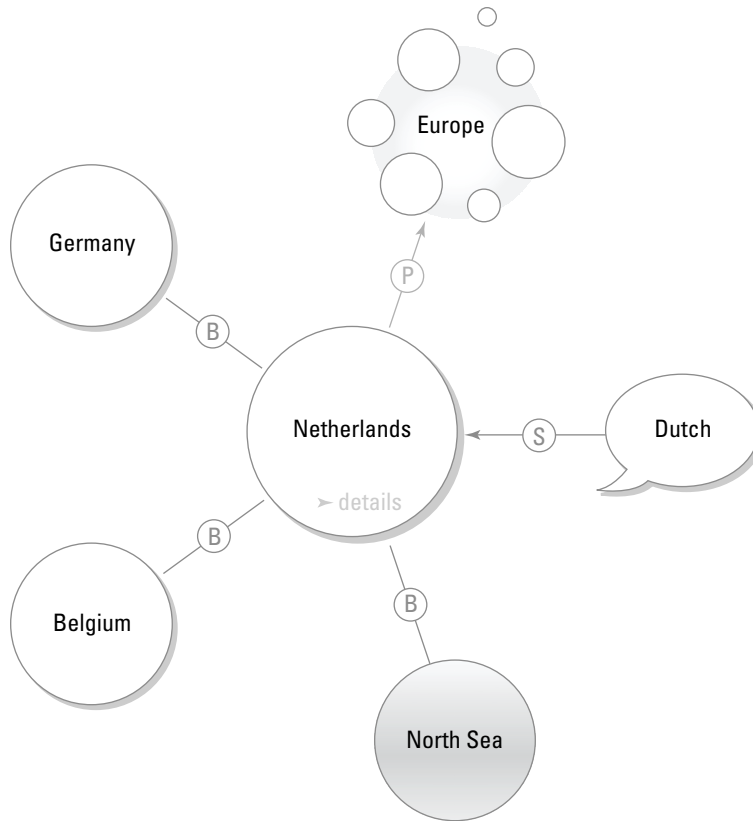 Europe
Germany
P
B
Netherlands
S
Dutch
➤ details
B
B
Belgium
North Sea